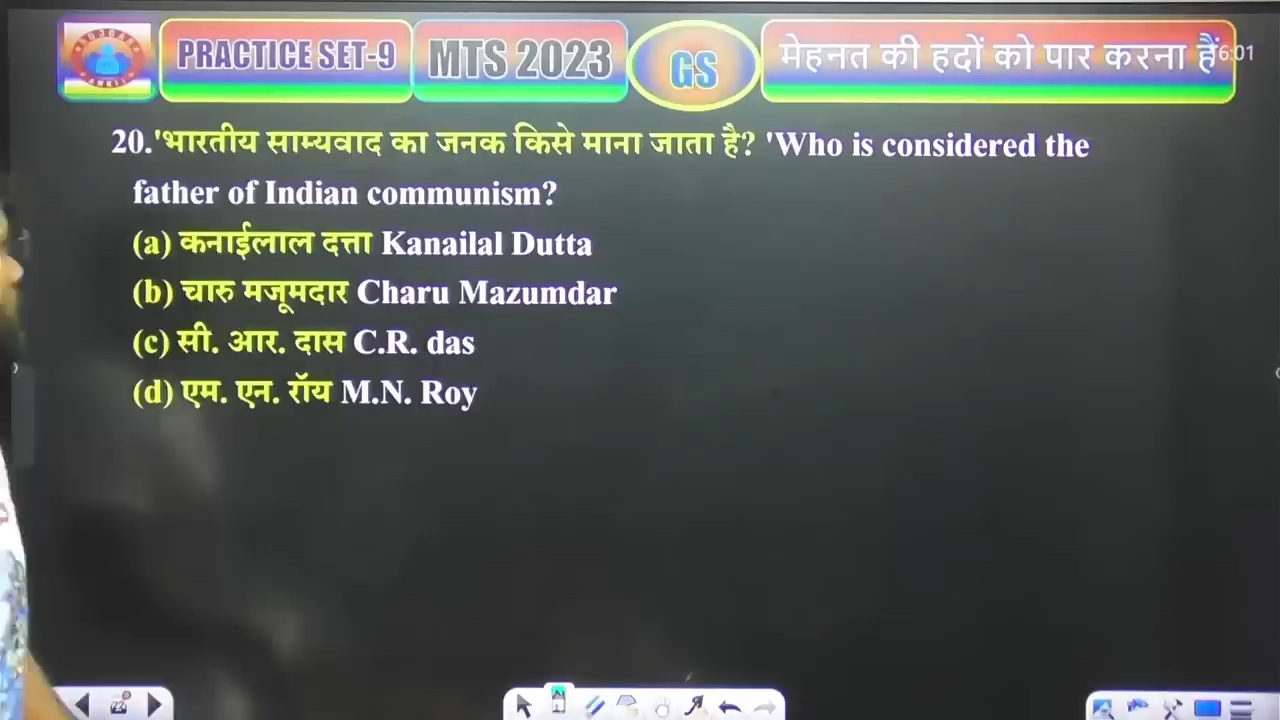 PRACTICE SET-9
MTS 2023
GS
मेहनत की हदों को पार करना हैं
6:01
20.'भारतीय साम्यवाद का जनक किसे माना जाता है? 'Who is considered the
father of Indian communism?
(a) कनाईलाल दत्ता Kanailal Dutta
(b) चारु मजूमदार Charu Mazumdar
(c) सी. आर. दास C.R. das
(d) एम. एन. रॉय M.N. Roy
22